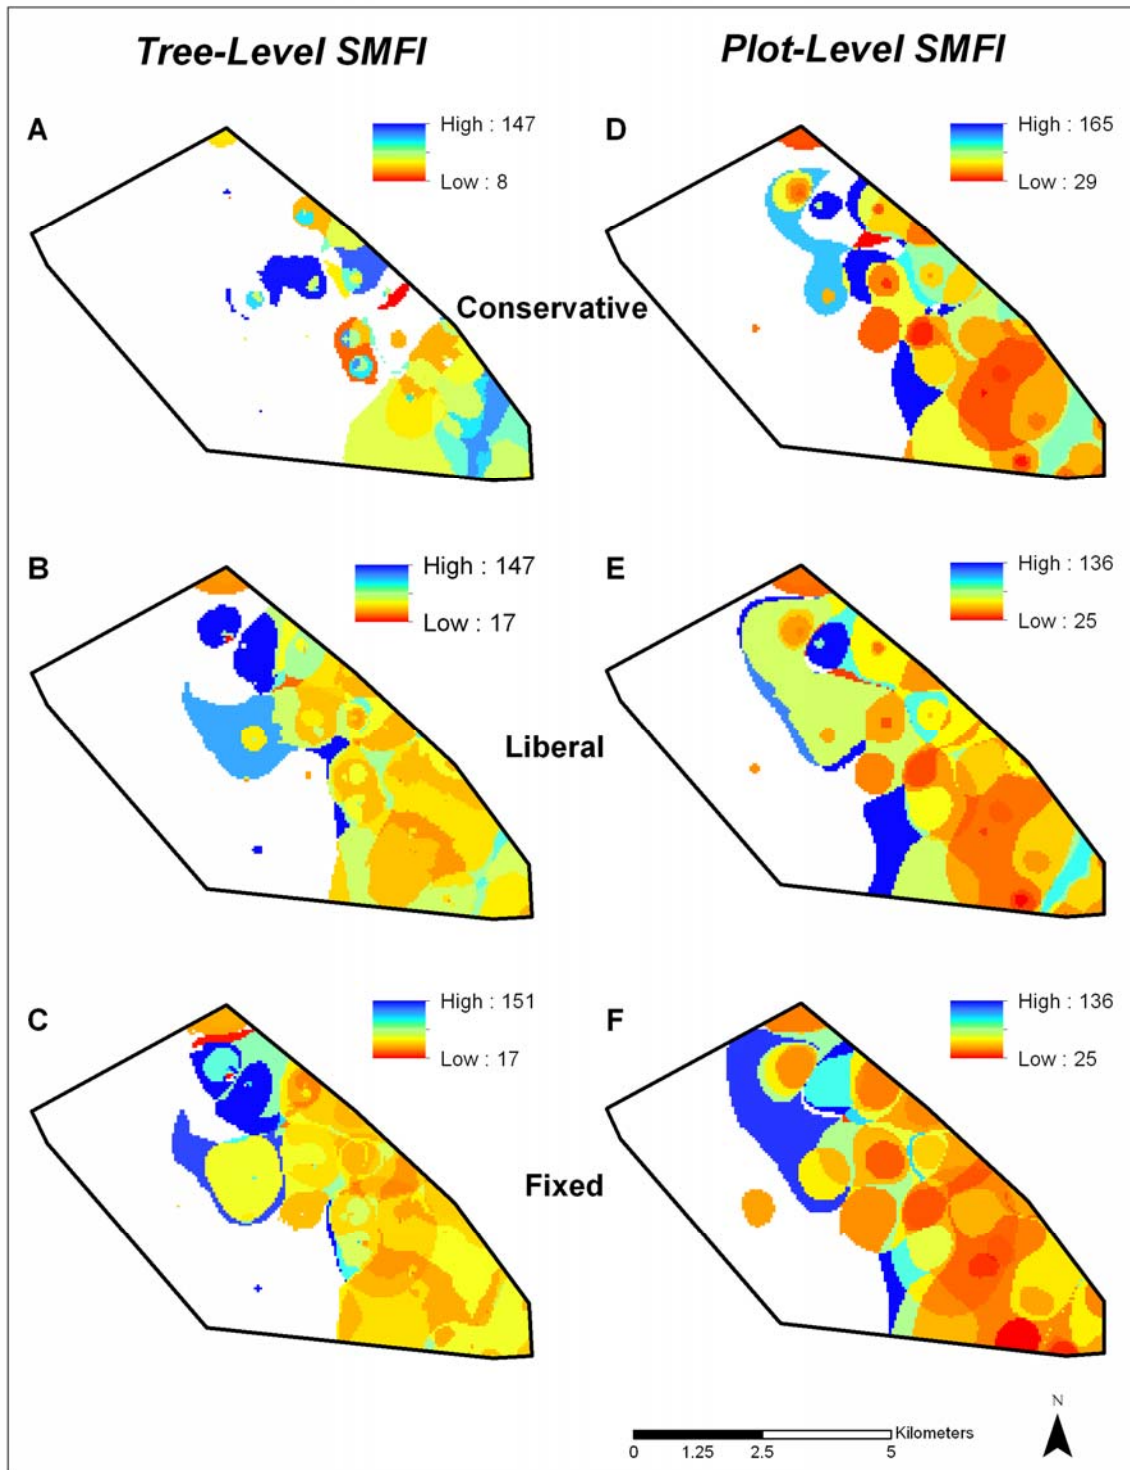 Tree-Level SMFI
Plot-Level SMFI
A
High : 147
Low : 8
D
High : 165
Low : 29
Conservative
B
High : 147
Low : 17
E
High : 136
Low : 25
Liberal
C
High : 151
Low : 17
F
High : 136
Low : 25
Fixed
N
Kilometers
0 1.25 2.5 5